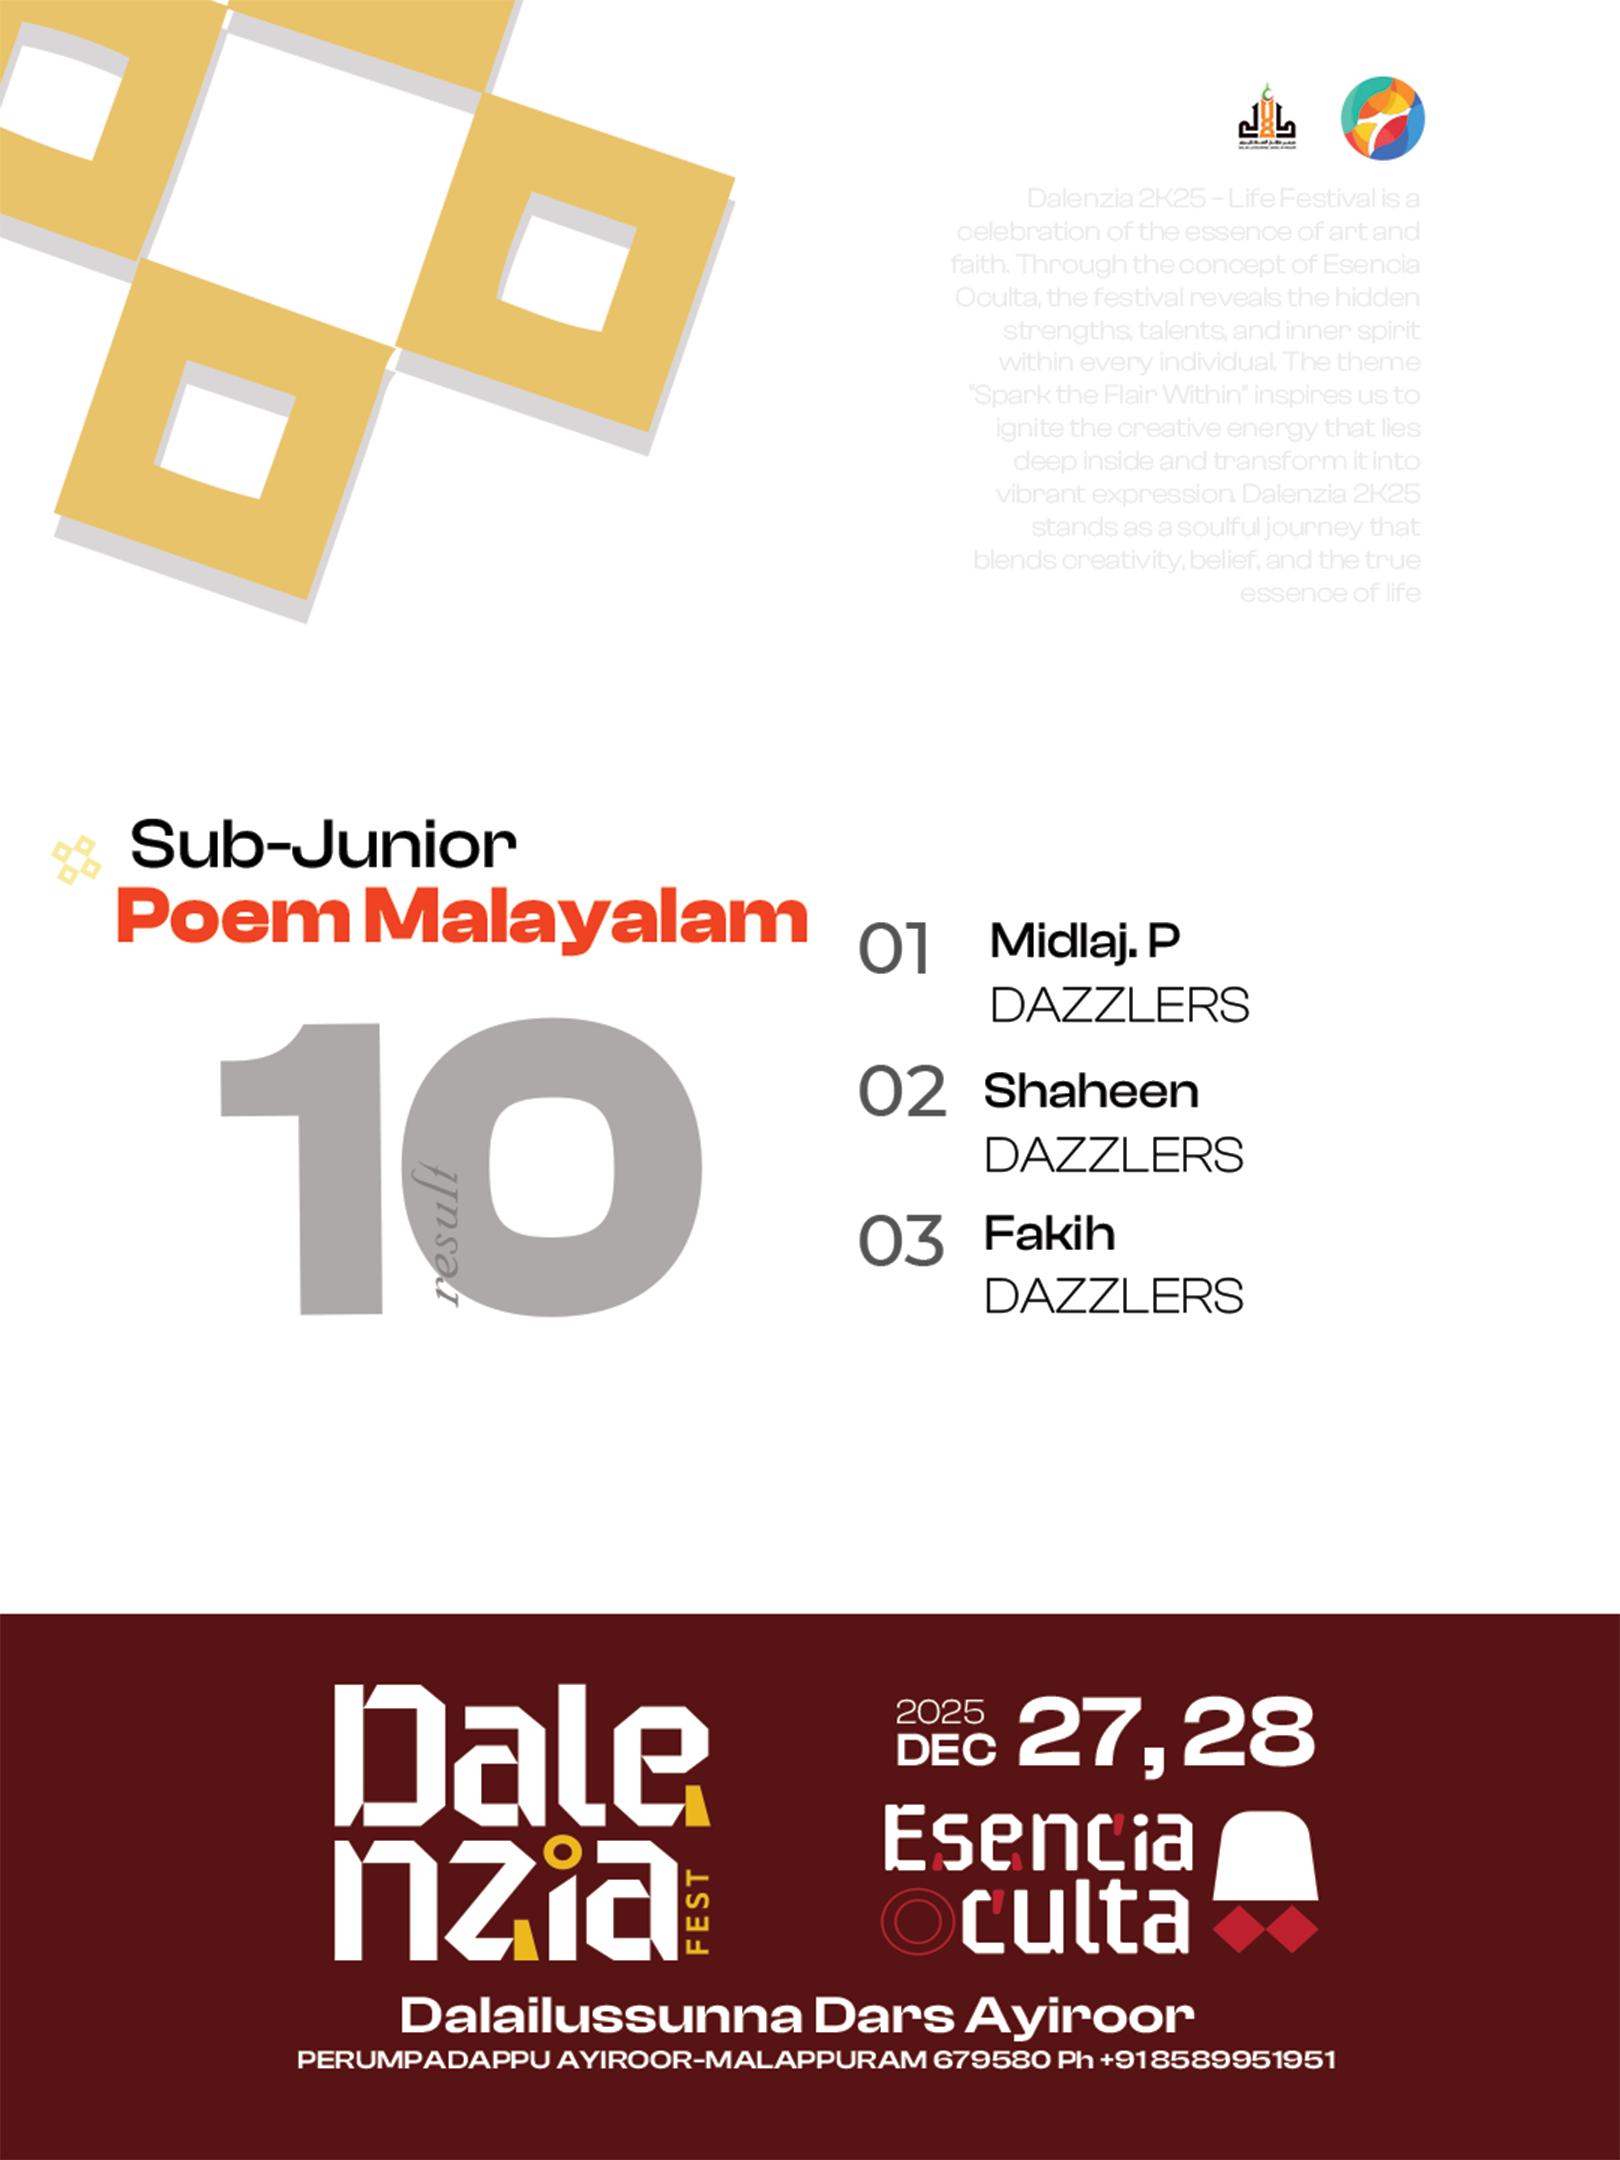 Dalenzia 2K25 - Life Festival is a
celebration of the essence of art and
faith. Through the concept of Esencia
Oculta, the festival reveals the hidden
strengths, talents, and inner spirit
within every individual. The theme
"Spark the Flair Within" inspires us to
ignite the creative energy that lies
deep inside and transform it into
vibrant expression. Dalenzia 2K25
stands as a soulful journey that
blends creativity, belief, and the true
essence of life
Sub-Junior
Poem Malayalam
10
result
01 Midlaj. P
DAZZLERS
02 Shaheen
DAZZLERS
03 Fakih
DAZZLERS
Dale
nzia
FEST
2025
DEC 27,28
Esencia
Oculta
Dalailussunna Dars Ayiroor
PERUMPADAPPU AYIROOR-MALAPPURAM 679580 Ph +918589951951